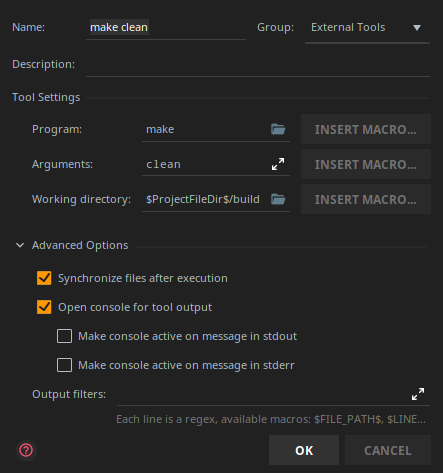 Name: make clean Group: External Tools
Description:
Tool Settings
Program: make INSERT MACRO...
Arguments: clean INSERT MACRO...
Working directory: $ProjectFileDir$/build INSERT MACRO...
Advanced Options
Synchronize files after execution
Open console for tool output
Make console active on message in stdout
Make console active on message in stderr
Output filters:
Each line is a regex, available macros: $FILE_PATH$, $LINE...
? OK CANCEL